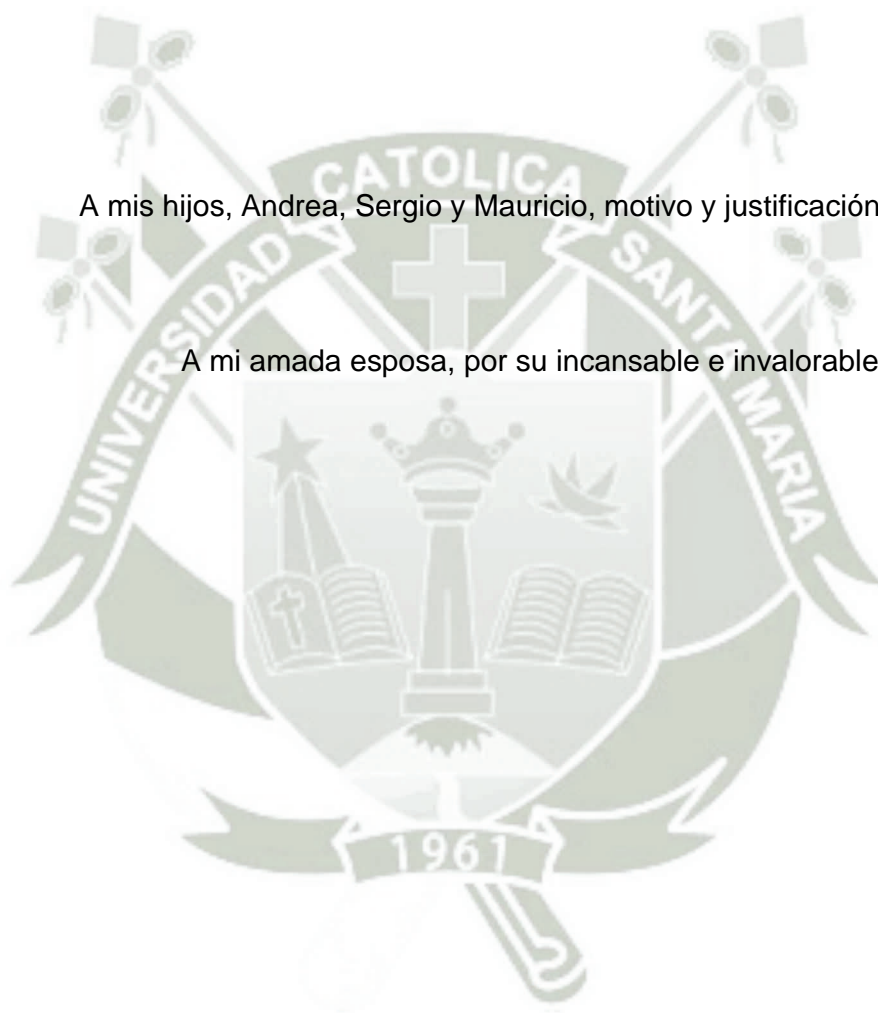 CATOLICA
A mis hijos, Andrea, Sergio y Mauricio, motivo y justificación
UNIVERSIDAD
SANTA MARIA
A mi amada esposa, por su incansable e invalorable
1961